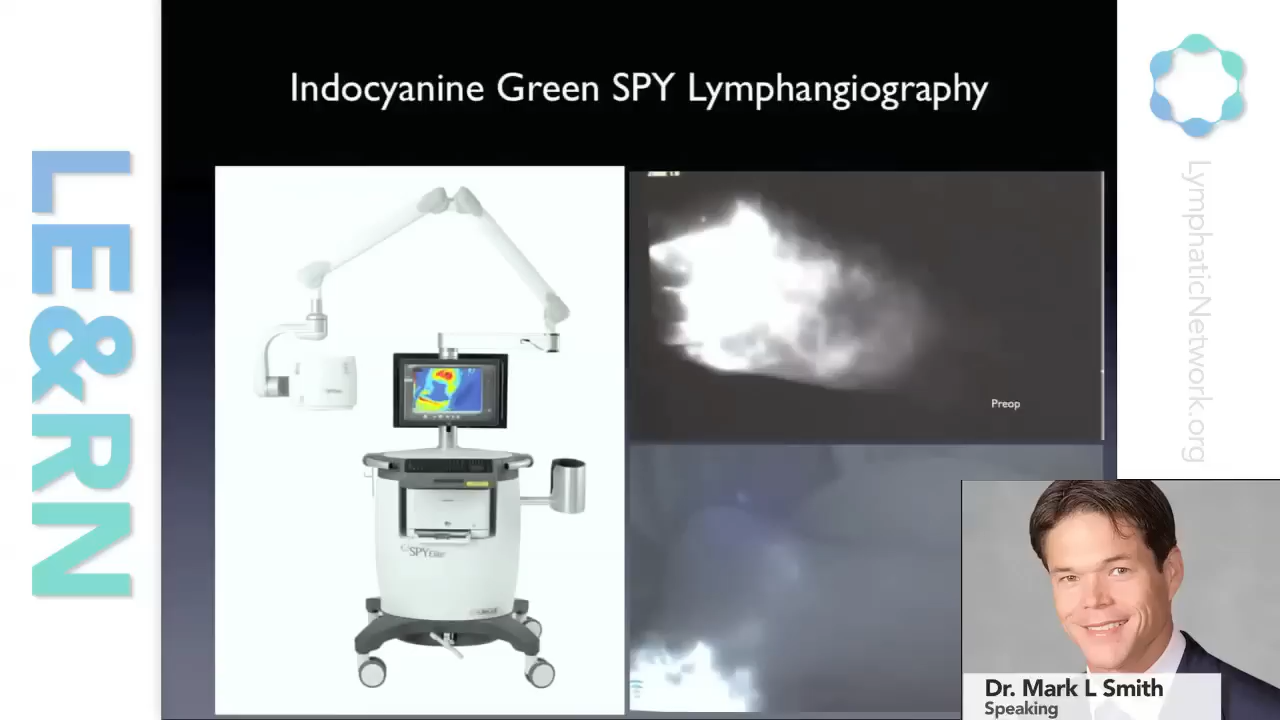 Indocyanine Green SPY Lymphangiography
LE&RN
LymphaticNetwork.org
Preop
SPY Elite
Dr. Mark L Smith
Speaking